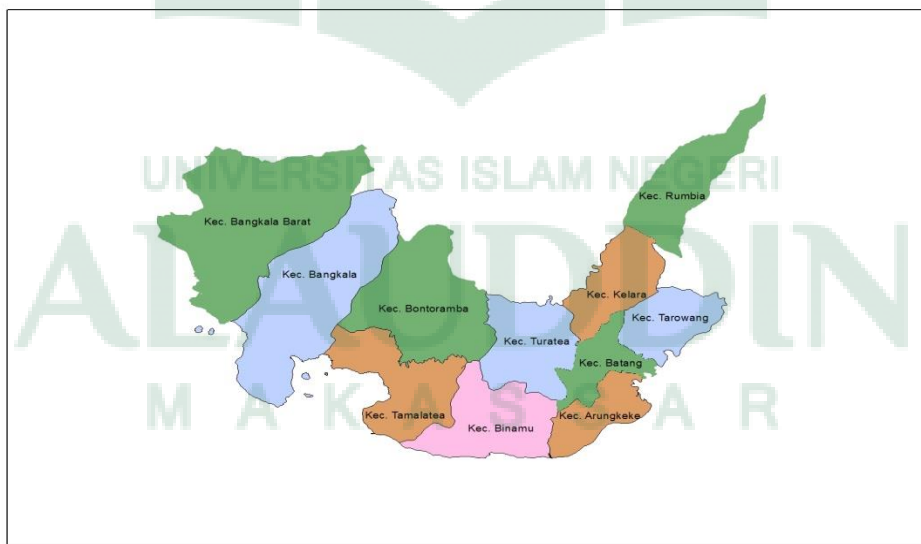 UNIVERSITAS ISLAM NEGERI
ALAUDDIN
MAKASSAR
Kec. Rumbia
Kec. Bangkala Barat
Kec. Bangkala
Kec. Kelara
Kec. Bontoramba
Kec. Tarowang
Kec. Turatea
Kec. Batang
Kec. Tamalatea
Kec. Arungkeke
Kec. Binamu